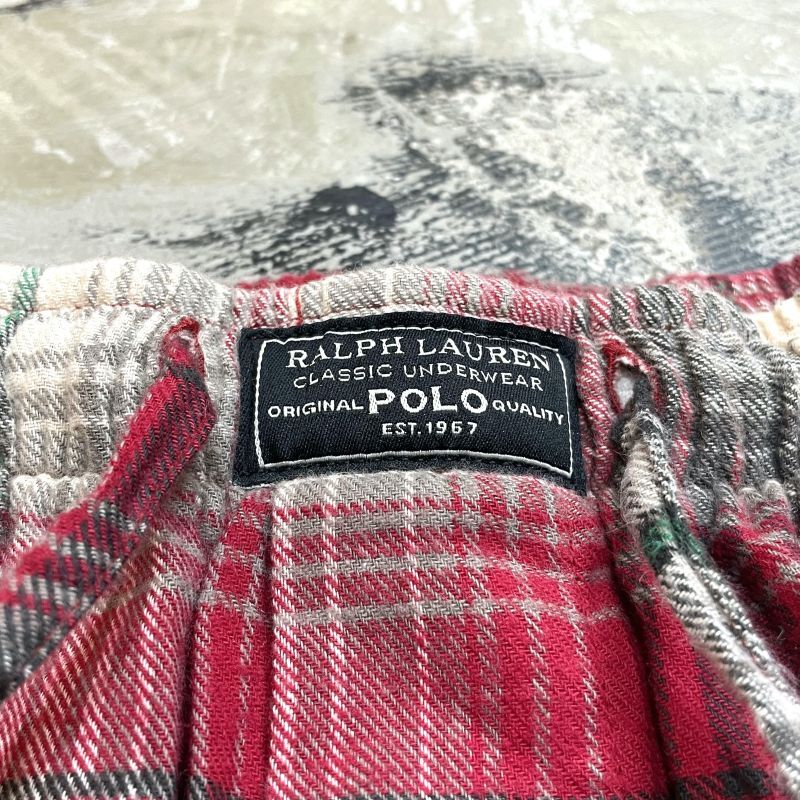 RALPH LAUREN
CLASSIC UNDERWEAR
ORIGINAL POLO QUALITY
EST. 1967